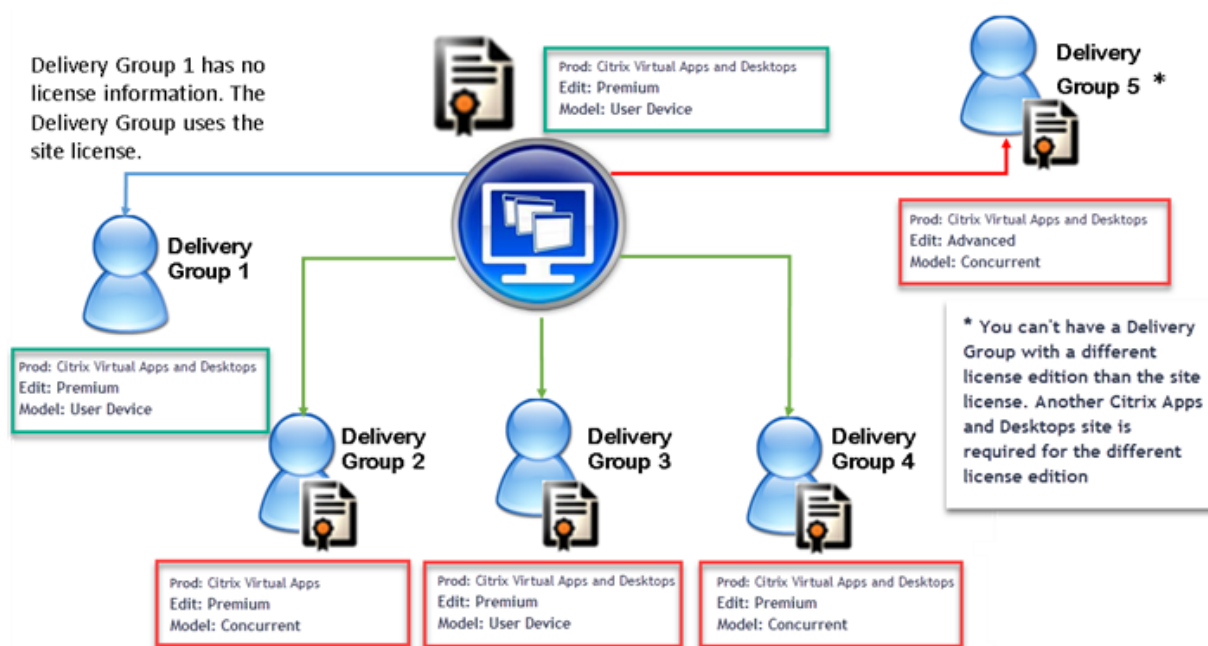 Delivery Group 1 has no
license information. The
Delivery Group uses the
site license.
Prod: Citrix Virtual Apps and Desktops
Edit: Premium
Model: User Device
Delivery
Group 5 *
Prod: Citrix Virtual Apps and Desktops
Edit: Advanced
Model: Concurrent
* You can't have a Delivery
Group with a different
license edition than the site
license. Another Citrix Apps
and Desktops site is
required for the different
license edition
Delivery
Group 1
Prod: Citrix Virtual Apps and Desktops
Edit: Premium
Model: User Device
Delivery
Group 2
Prod: Citrix Virtual Apps
Edit: Premium
Model: Concurrent
Delivery
Group 3
Prod: Citrix Virtual Apps and Desktops
Edit: Premium
Model: User Device
Delivery
Group 4
Prod: Citrix Virtual Apps and Desktops
Edit: Premium
Model: Concurrent